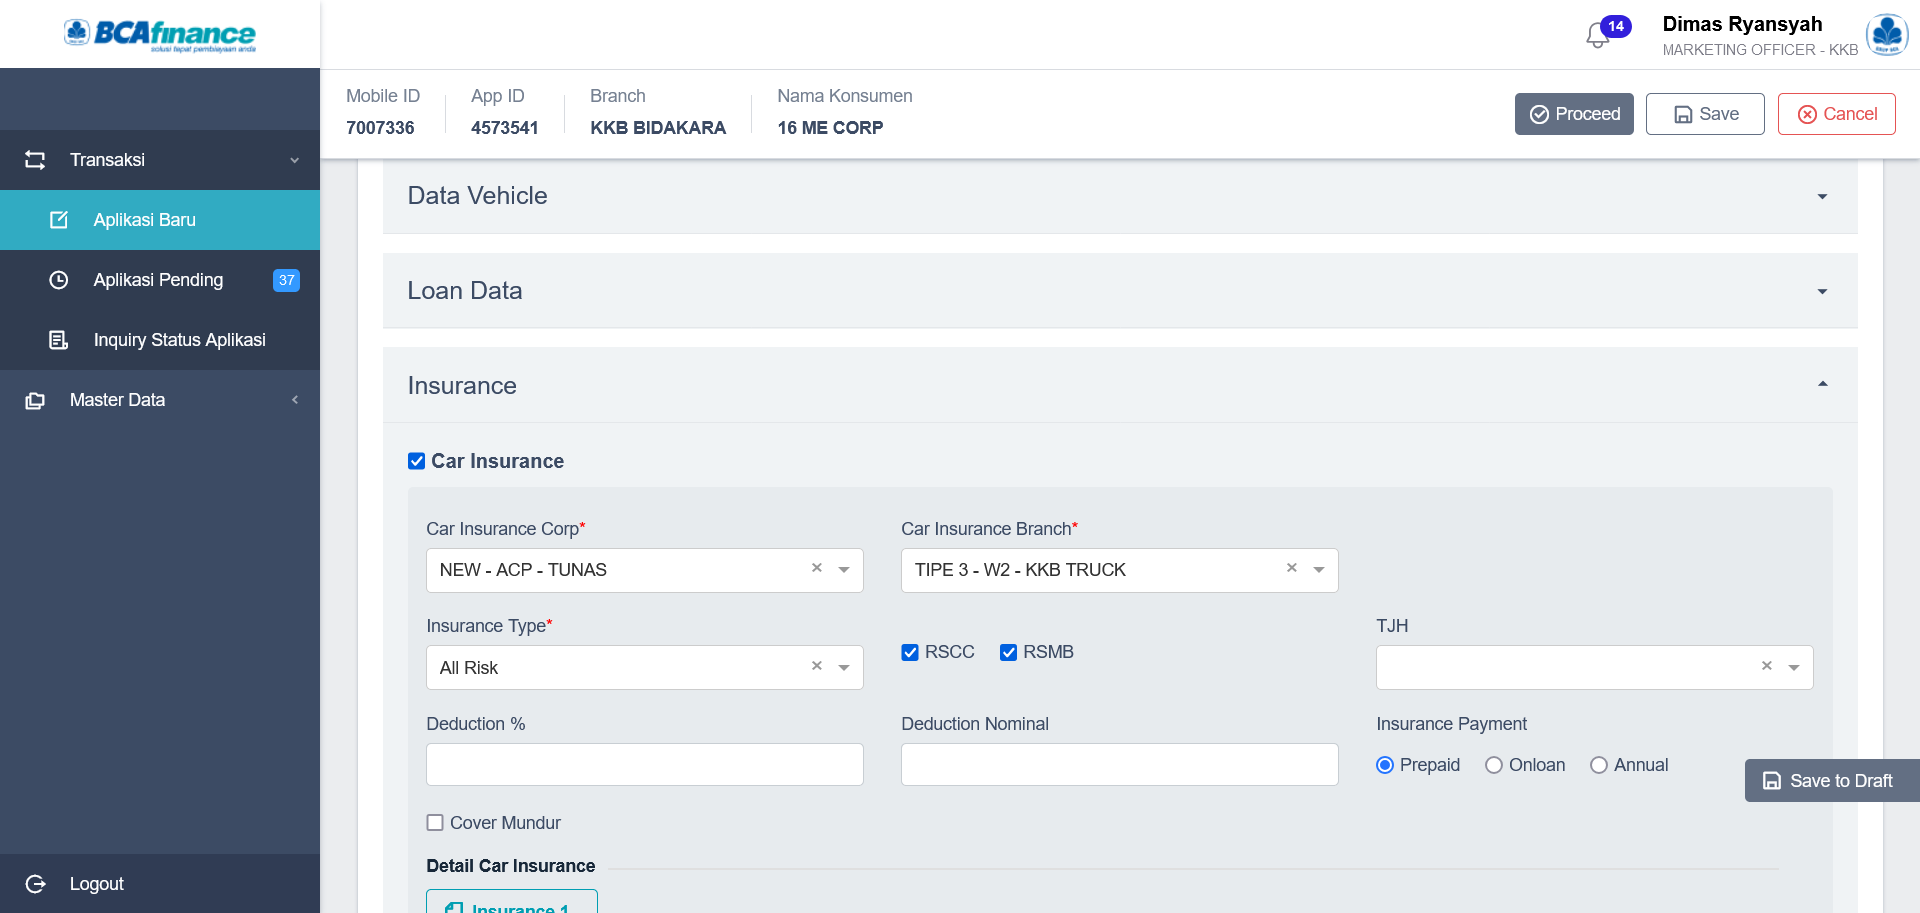 BCAfinance
solusi tepat pembiayaan anda
14
Dimas Ryansyah
MARKETING OFFICER - KKB
Mobile ID
7007336
App ID
4573541
Branch
KKB BIDAKARA
Nama Konsumen
16 ME CORP
Proceed
Save
Cancel
Transaksi
Aplikasi Baru
Aplikasi Pending
37
Inquiry Status Aplikasi
Master Data
Logout
Data Vehicle
Loan Data
Insurance
Car Insurance
Car Insurance Corp*
Car Insurance Branch*
NEW - ACP - TUNAS
TIPE 3 - W2 - KKB TRUCK
Insurance Type*
TJH
All Risk
RSCC
RSMB
Deduction %
Deduction Nominal
Insurance Payment
Prepaid
Onloan
Annual
Save to Draft
Cover Mundur
Detail Car Insurance
Insurance 1